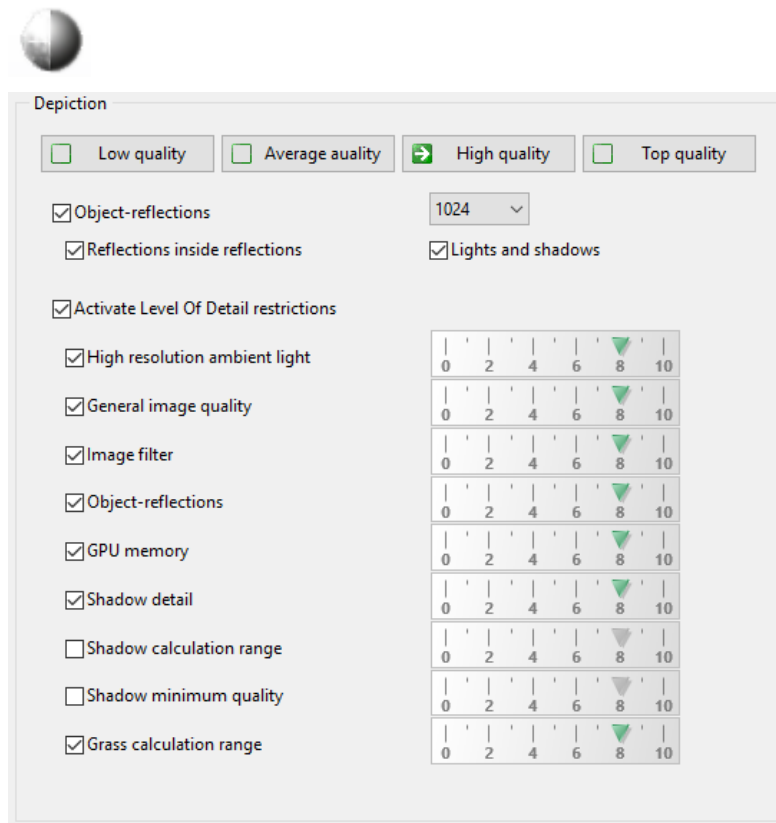 Depiction
Low quality Average auality High quality Top quality
Object-reflections 1024
Reflections inside reflections Lights and shadows
Activate Level Of Detail restrictions
High resolution ambient light 0 2 4 6 8 10
General image quality 0 2 4 6 8 10
Image filter 0 2 4 6 8 10
Object-reflections 0 2 4 6 8 10
GPU memory 0 2 4 6 8 10
Shadow detail 0 2 4 6 8 10
Shadow calculation range 0 2 4 6 8 10
Shadow minimum quality 0 2 4 6 8 10
Grass calculation range 0 2 4 6 8 10